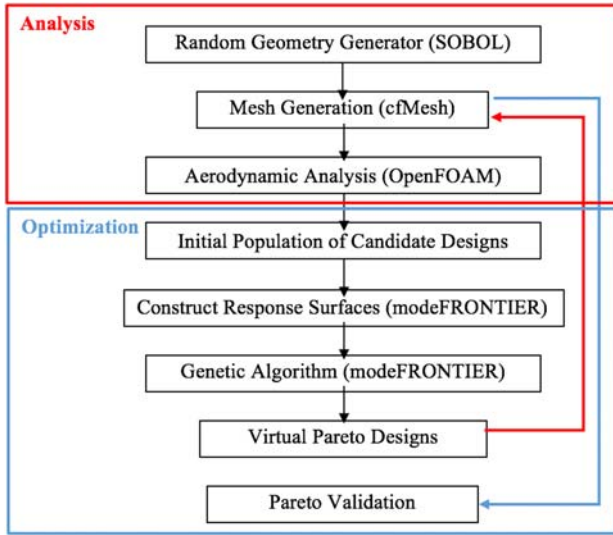 Analysis
Random Geometry Generator (SOBOL)
Mesh Generation (cfMesh)
Aerodynamic Analysis (OpenFOAM)
Optimization
Initial Population of Candidate Designs
Construct Response Surfaces (modeFRONTIER)
Genetic Algorithm (modeFRONTIER)
Virtual Pareto Designs
Pareto Validation